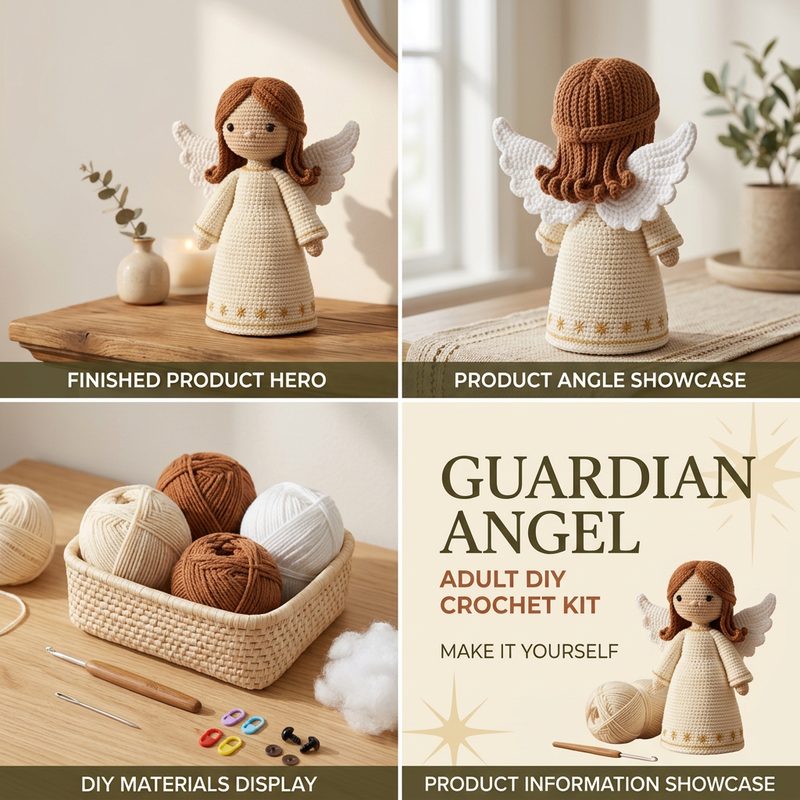 FINISHED PRODUCT HERO
PRODUCT ANGLE SHOWCASE
DIY MATERIALS DISPLAY
GUARDIAN
ANGEL
ADULT DIY
CROCHET KIT
MAKE IT YOURSELF
PRODUCT INFORMATION SHOWCASE